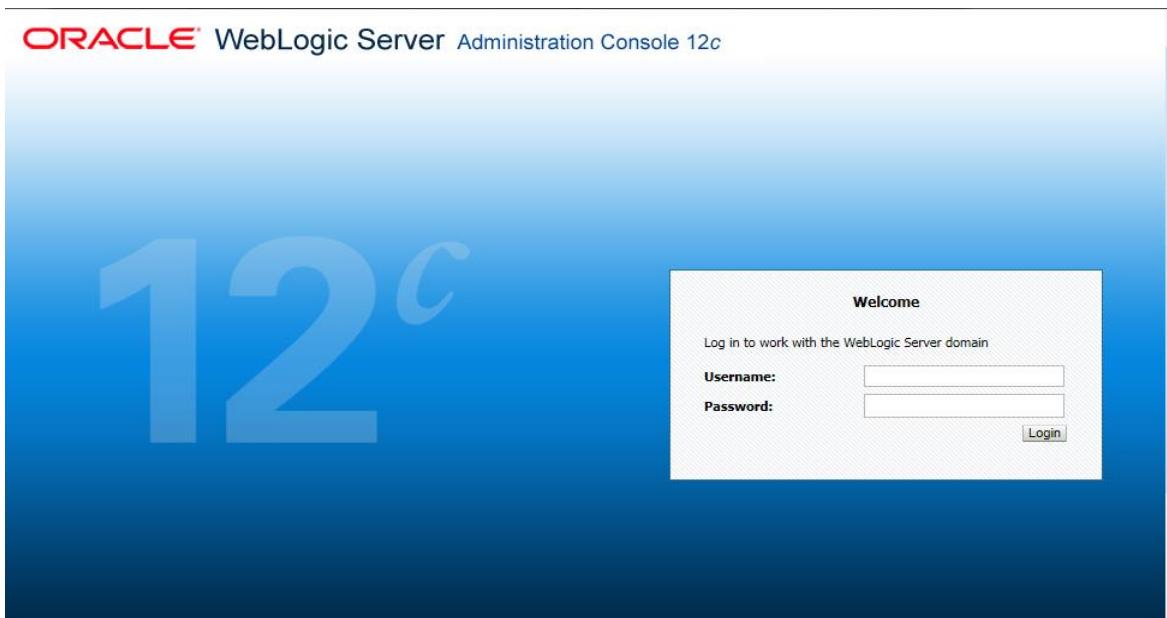 ORACLE WebLogic Server Administration Console 12c
12c
Welcome
Log in to work with the WebLogic Server domain
Username:
Password:
Login